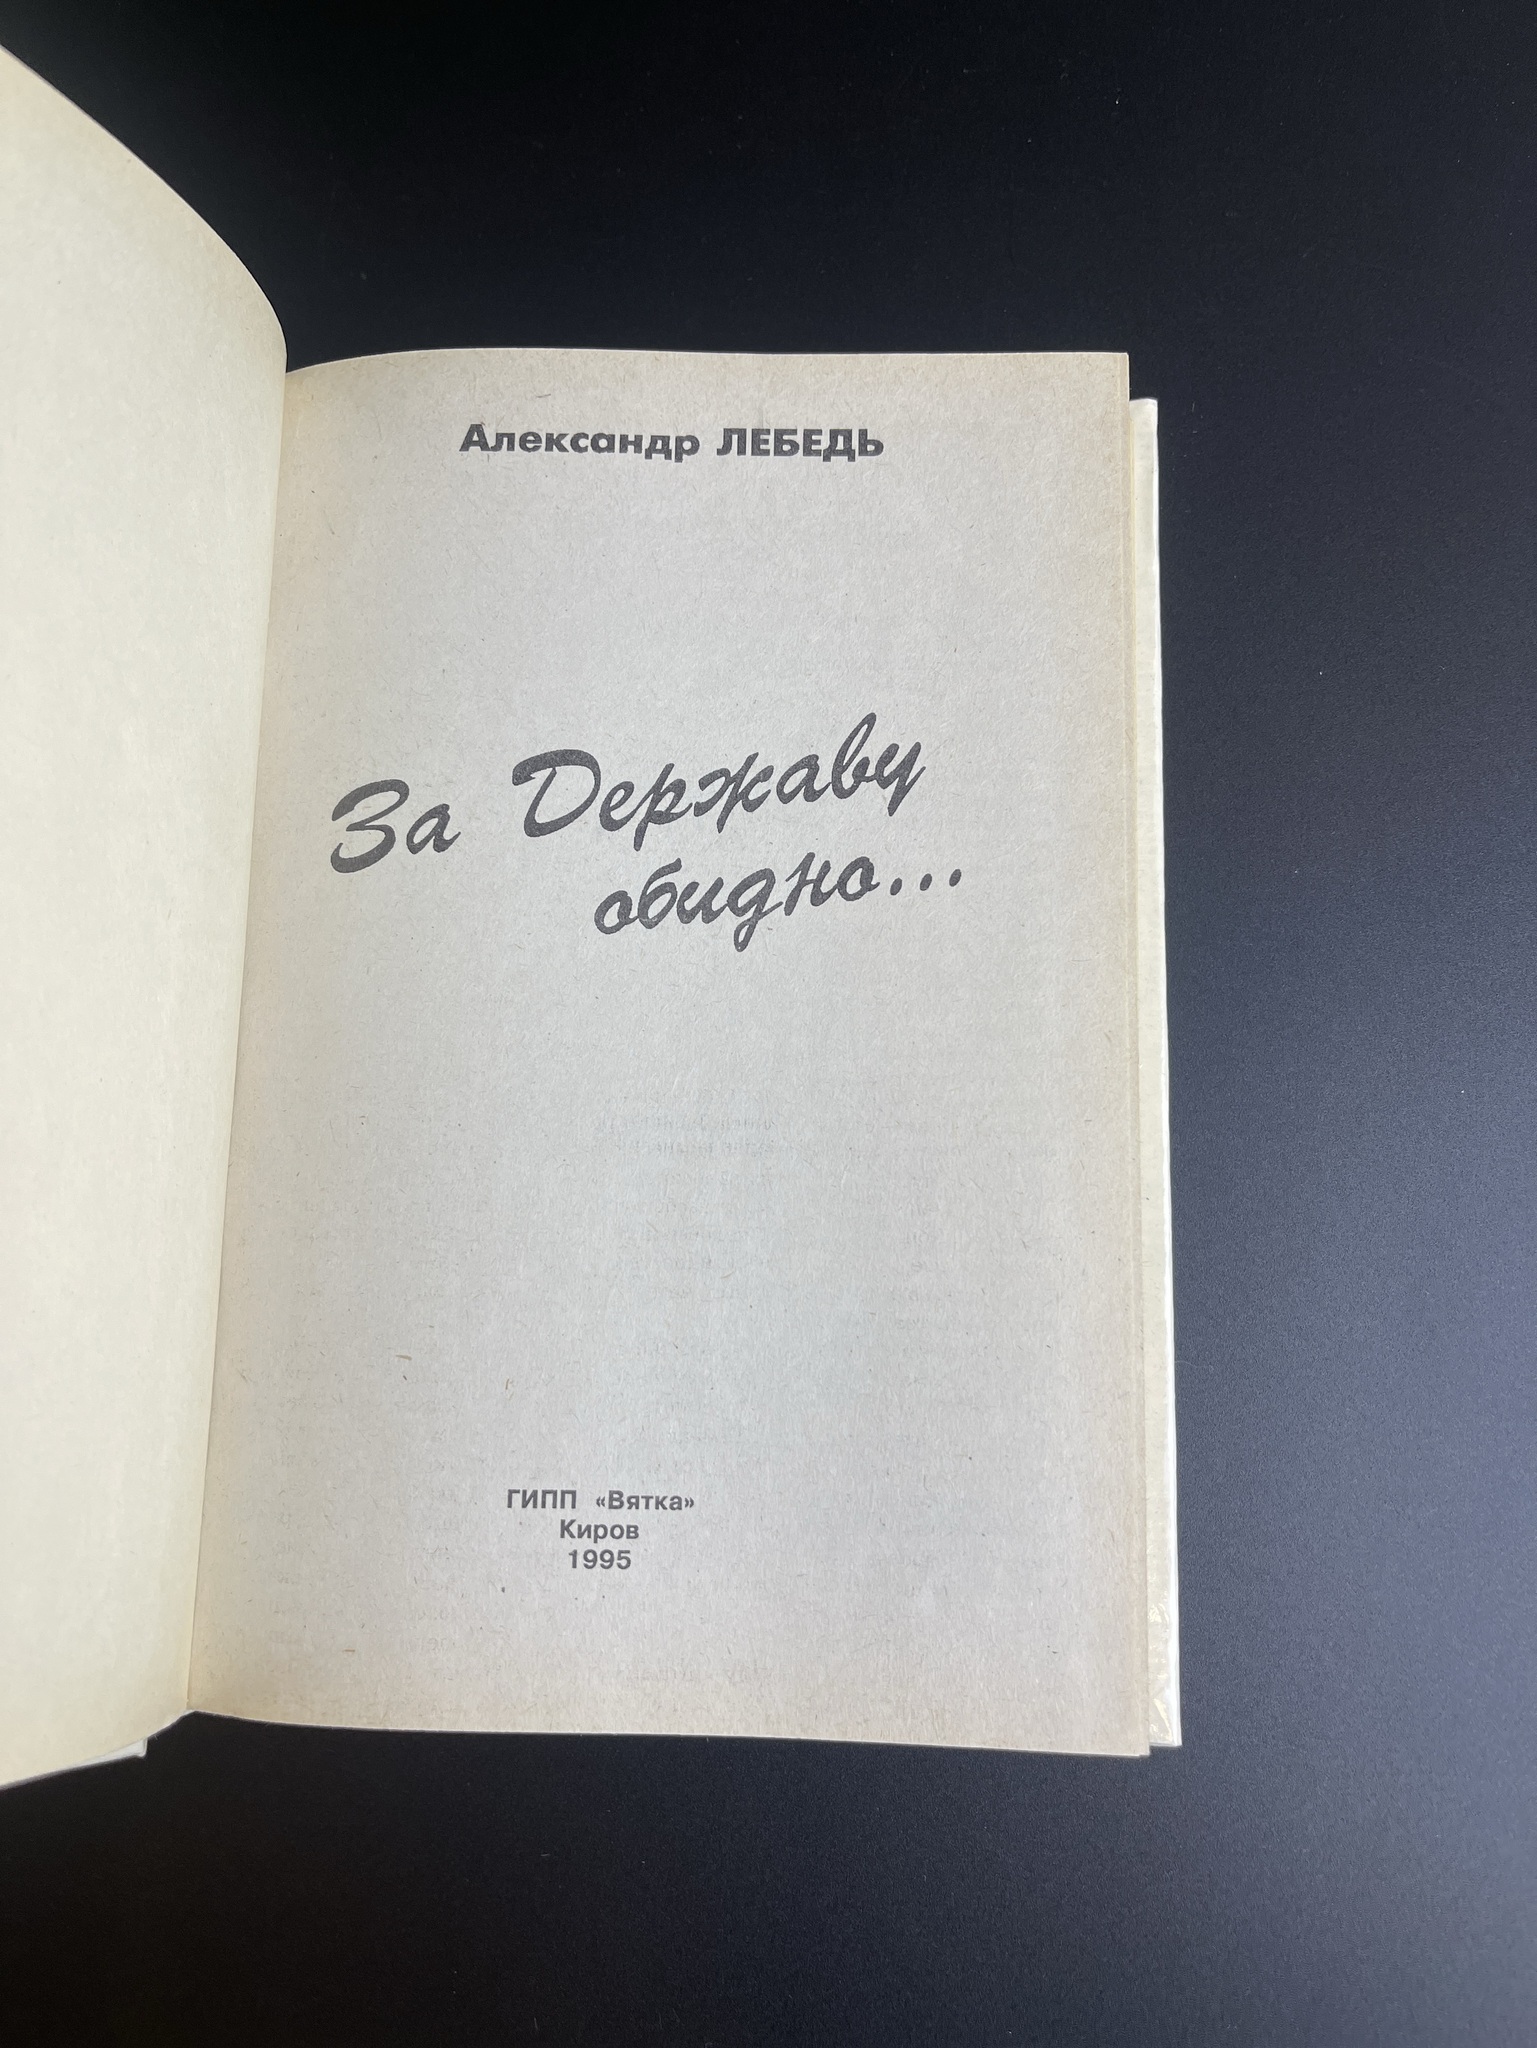 Александр ЛЕБЕДЬ
За Державу
обидно...
ГИПП «Вятка»
Киров
1995